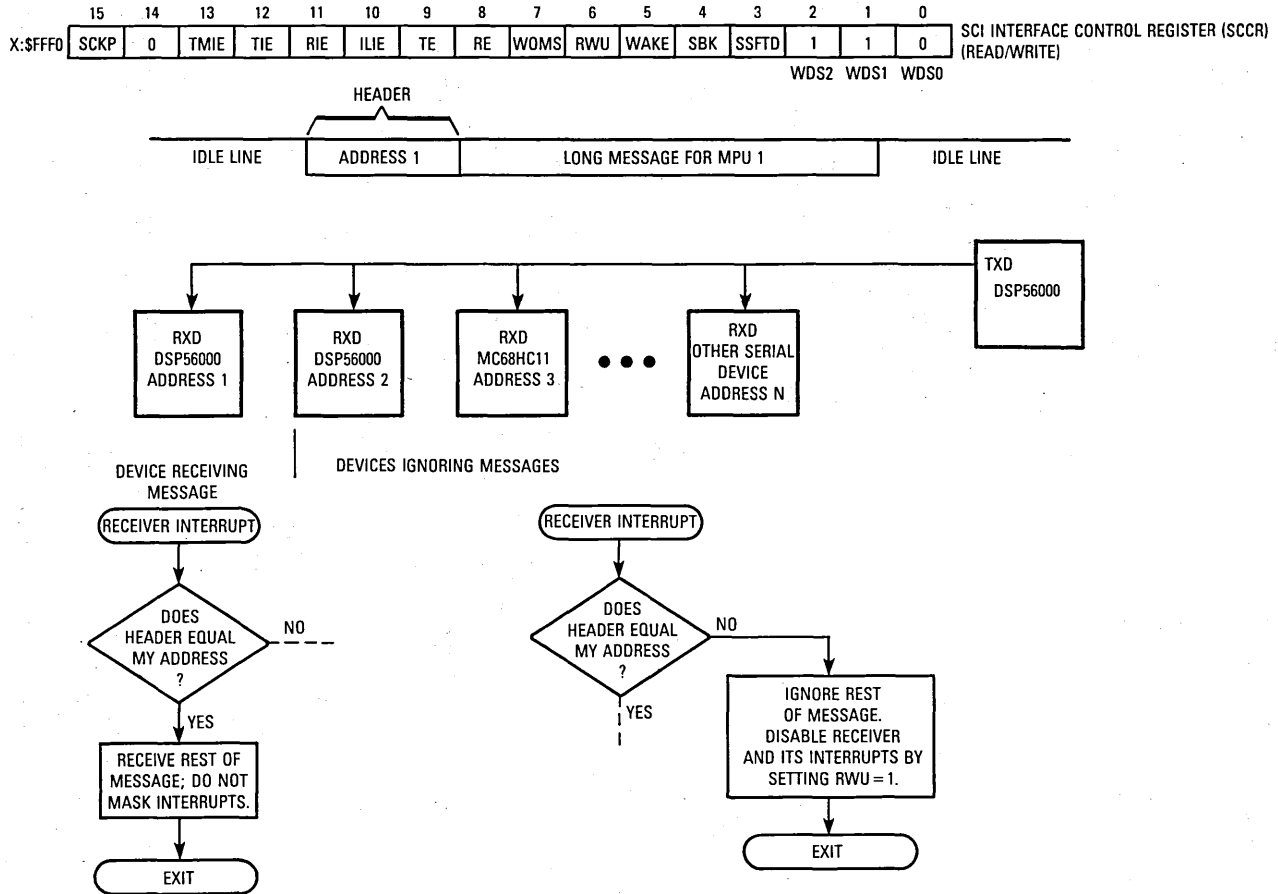 15 14 13 12 11 10 9 8 7 6 5 4 3 2 1 0
X:$FFF0 SCKP 0 TMIE TIE RIE ILIE TE RE WOMS RWU WAKE SBK SSFTD 1 1 0 SCI INTERFACE CONTROL REGISTER (SCCR)
(READ/WRITE)
WDS2 WDS1 WDS0
HEADER
IDLE LINE ADDRESS 1 LONG MESSAGE FOR MPU 1 IDLE LINE
TXD
DSP56000
RXD
DSP56000
ADDRESS 1
RXD
DSP56000
ADDRESS 2
RXD
MC68HC11
ADDRESS 3
RXD
OTHER SERIAL
DEVICE
ADDRESS N
DEVICE RECEIVING
MESSAGE
DEVICES IGNORING MESSAGES
RECEIVER INTERRUPT
DOES
HEADER EQUAL
MY ADDRESS
?
NO
YES
RECEIVE REST OF
MESSAGE; DO NOT
MASK INTERRUPTS.
EXIT
RECEIVER INTERRUPT
DOES
HEADER EQUAL
MY ADDRESS
?
NO
YES
IGNORE REST
OF MESSAGE.
DISABLE RECEIVER
AND ITS INTERRUPTS BY
SETTING RWU=1.
EXIT